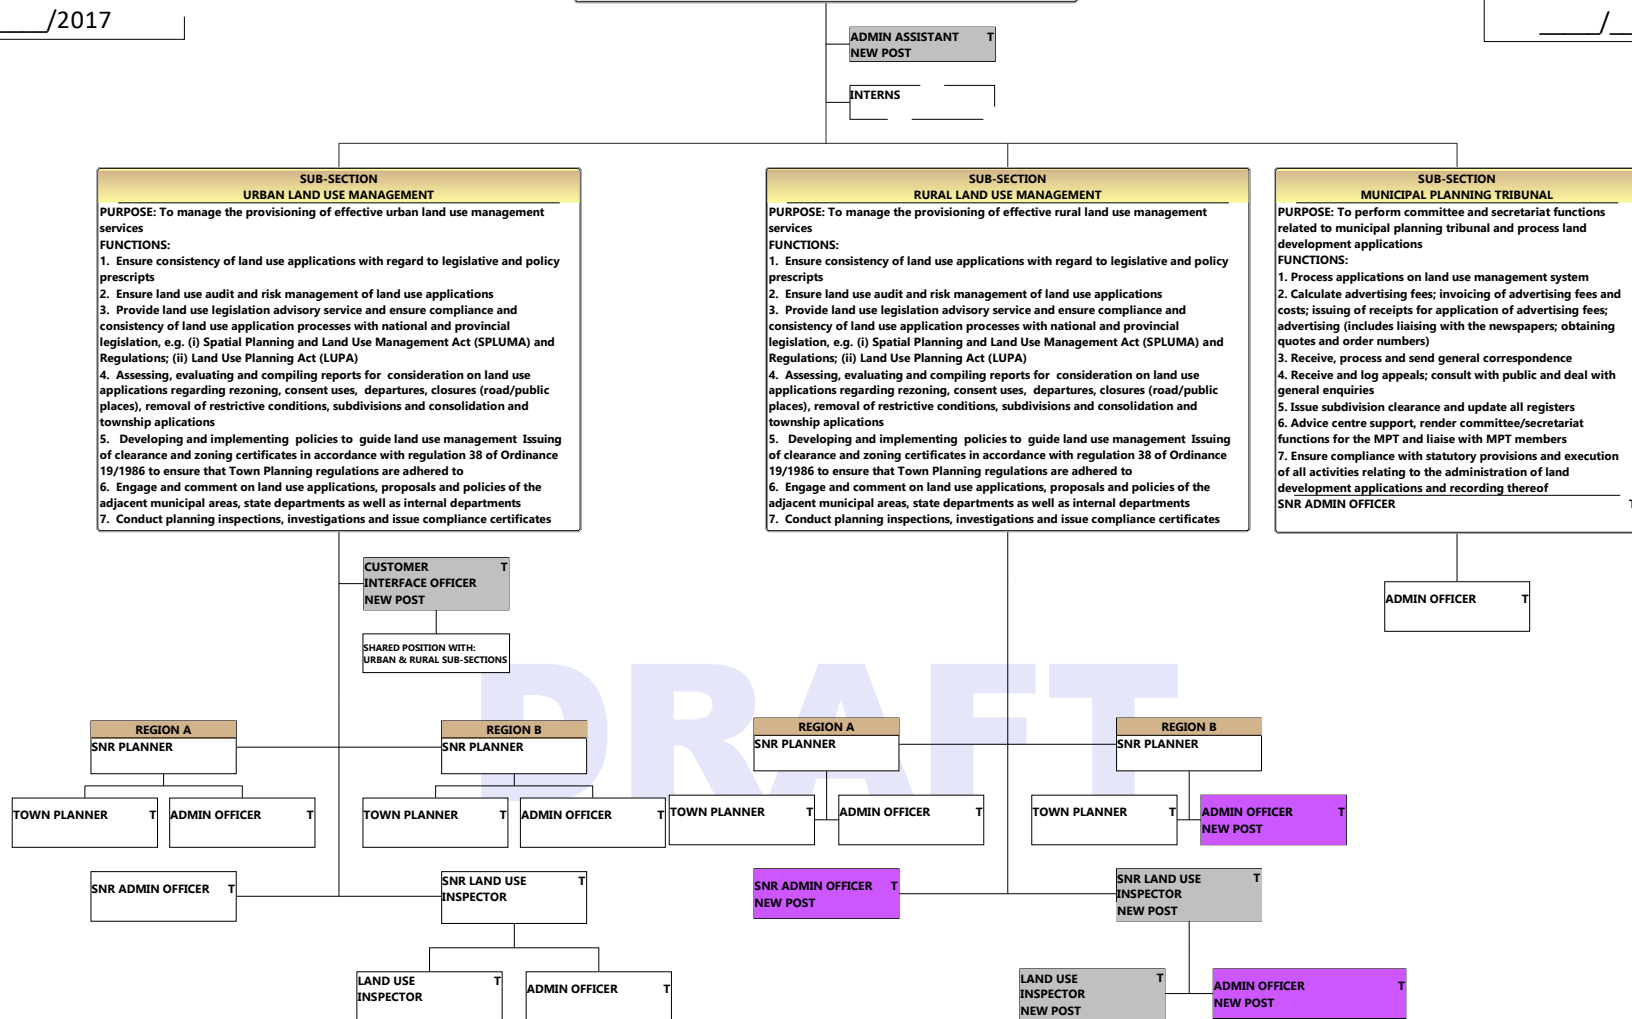 ____/2017
_____/__
ADMIN ASSISTANT T
NEW POST
INTERNS
SUB-SECTION
URBAN LAND USE MANAGEMENT
PURPOSE: To manage the provisioning of effective urban land use management
services
FUNCTIONS:
1. Ensure consistency of land use applications with regard to legislative and policy
prescripts
2. Ensure land use audit and risk management of land use applications
3. Provide land use legislation advisory service and ensure compliance and
consistency of land use application processes with national and provincial
legislation, e.g. (i) Spatial Planning and Land Use Management Act (SPLUMA) and
Regulations; (ii) Land Use Planning Act (LUPA)
4. Assessing, evaluating and compiling reports for consideration on land use
applications regarding rezoning, consent uses, departures, closures (road/public
places), removal of restrictive conditions, subdivisions and consolidation and
township aplications
5. Developing and implementing policies to guide land use management Issuing
of clearance and zoning certificates in accordance with regulation 38 of Ordinance
19/1986 to ensure that Town Planning regulations are adhered to
6. Engage and comment on land use applications, proposals and policies of the
adjacent municipal areas, state departments as well as internal departments
7. Conduct planning inspections, investigations and issue compliance certificates
SUB-SECTION
RURAL LAND USE MANAGEMENT
PURPOSE: To manage the provisioning of effective rural land use management
services
FUNCTIONS:
1. Ensure consistency of land use applications with regard to legislative and policy
prescripts
2. Ensure land use audit and risk management of land use applications
3. Provide land use legislation advisory service and ensure compliance and
consistency of land use application processes with national and provincial
legislation, e.g. (i) Spatial Planning and Land Use Management Act (SPLUMA) and
Regulations; (ii) Land Use Planning Act (LUPA)
4. Assessing, evaluating and compiling reports for consideration on land use
applications regarding rezoning, consent uses, departures, closures (road/public
places), removal of restrictive conditions, subdivisions and consolidation and
township aplications
5. Developing and implementing policies to guide land use management Issuing
of clearance and zoning certificates in accordance with regulation 38 of Ordinance
19/1986 to ensure that Town Planning regulations are adhered to
6. Engage and comment on land use applications, proposals and policies of the
adjacent municipal areas, state departments as well as internal departments
7. Conduct planning inspections, investigations and issue compliance certificates
SUB-SECTION
MUNICIPAL PLANNING TRIBUNAL
PURPOSE: To perform committee and secretariat functions
related to municipal planning tribunal and process land
development applications
FUNCTIONS:
1. Process applications on land use management system
2. Calculate advertising fees; invoicing of advertising fees and
costs; issuing of receipts for application of advertising fees;
advertising (includes liaising with the newspapers; obtaining
quotes and order numbers)
3. Receive, process and send general correspondence
4. Receive and log appeals; consult with public and deal with
general enquiries
5. Issue subdivision clearance and update all registers
6. Advice centre support, render committee/secretariat
functions for the MPT and liaise with MPT members
7. Ensure compliance with statutory provisions and execution
of all activities relating to the administration of land
development applications and recording thereof
SNR ADMIN OFFICER T
CUSTOMER T
INTERFACE OFFICER
NEW POST
SHARED POSITION WITH:
URBAN & RURAL SUB-SECTIONS
ADMIN OFFICER T
DRAFT
REGION A
SNR PLANNER
REGION B
SNR PLANNER
REGION A
SNR PLANNER
REGION B
SNR PLANNER
TOWN PLANNER T
ADMIN OFFICER T
TOWN PLANNER T
ADMIN OFFICER T
TOWN PLANNER T
ADMIN OFFICER T
TOWN PLANNER T
ADMIN OFFICER T
NEW POST
SNR ADMIN OFFICER T
SNR LAND USE T
INSPECTOR
SNR ADMIN OFFICER T
NEW POST
SNR LAND USE T
INSPECTOR
NEW POST
LAND USE T
INSPECTOR
ADMIN OFFICER T
LAND USE T
INSPECTOR
NEW POST
ADMIN OFFICER T
NEW POST